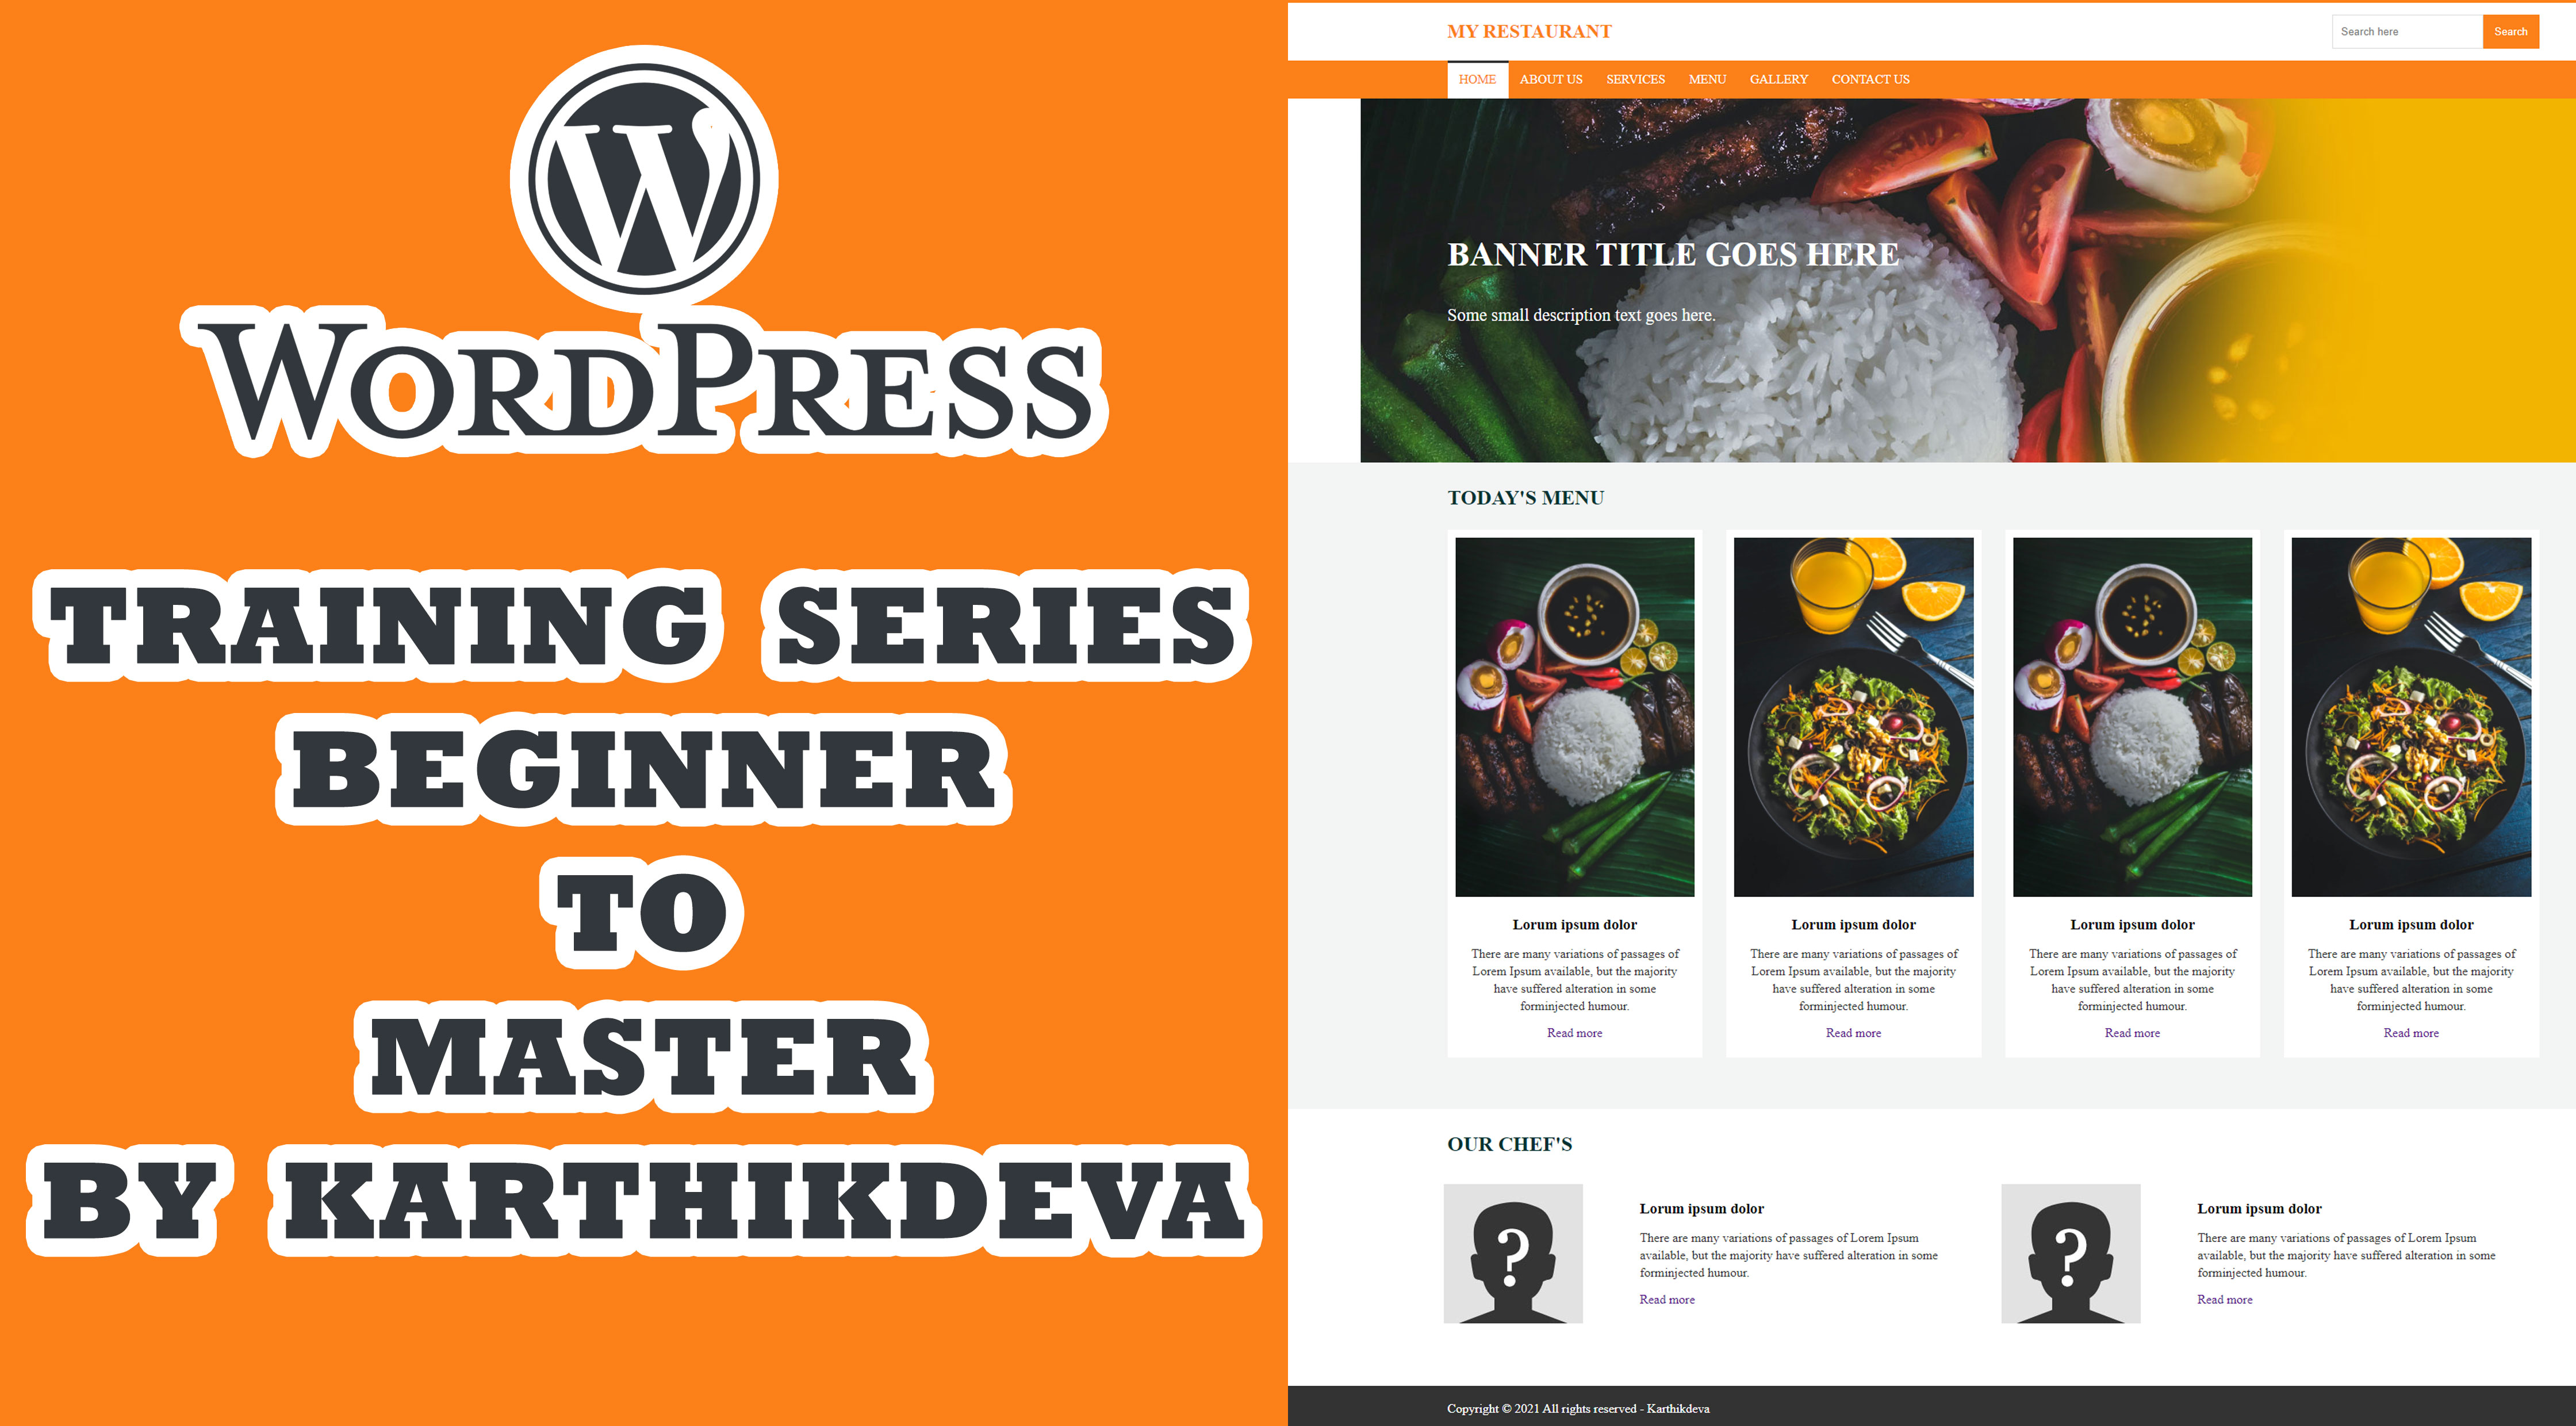 WORDPRESS
TRAINING SERIES
BEGINNER
TO
MASTER
BY KARTHIKDEVA
MY RESTAURANT
Search here
Search
HOME
ABOUT US
SERVICES
MENU
GALLERY
CONTACT US
BANNER TITLE GOES HERE
Some small description text goes here.
TODAY'S MENU
Lorum ipsum dolor
There are many variations of passages of
Lorem Ipsum available, but the majority
have suffered alteration in some
forminjected humour.
Read more
Lorum ipsum dolor
There are many variations of passages of
Lorem Ipsum available, but the majority
have suffered alteration in some
forminjected humour.
Read more
Lorum ipsum dolor
There are many variations of passages of
Lorem Ipsum available, but the majority
have suffered alteration in some
forminjected humour.
Read more
Lorum ipsum dolor
There are many variations of passages of
Lorem Ipsum available, but the majority
have suffered alteration in some
forminjected humour.
Read more
OUR CHEF'S
Lorum ipsum dolor
There are many variations of passages of Lorem Ipsum
available, but the majority have suffered alteration in some
forminjected humour.
Read more
Lorum ipsum dolor
There are many variations of passages of Lorem Ipsum
available, but the majority have suffered alteration in some
forminjected humour.
Read more
Copyright © 2021 All rights reserved - Karthikdeva